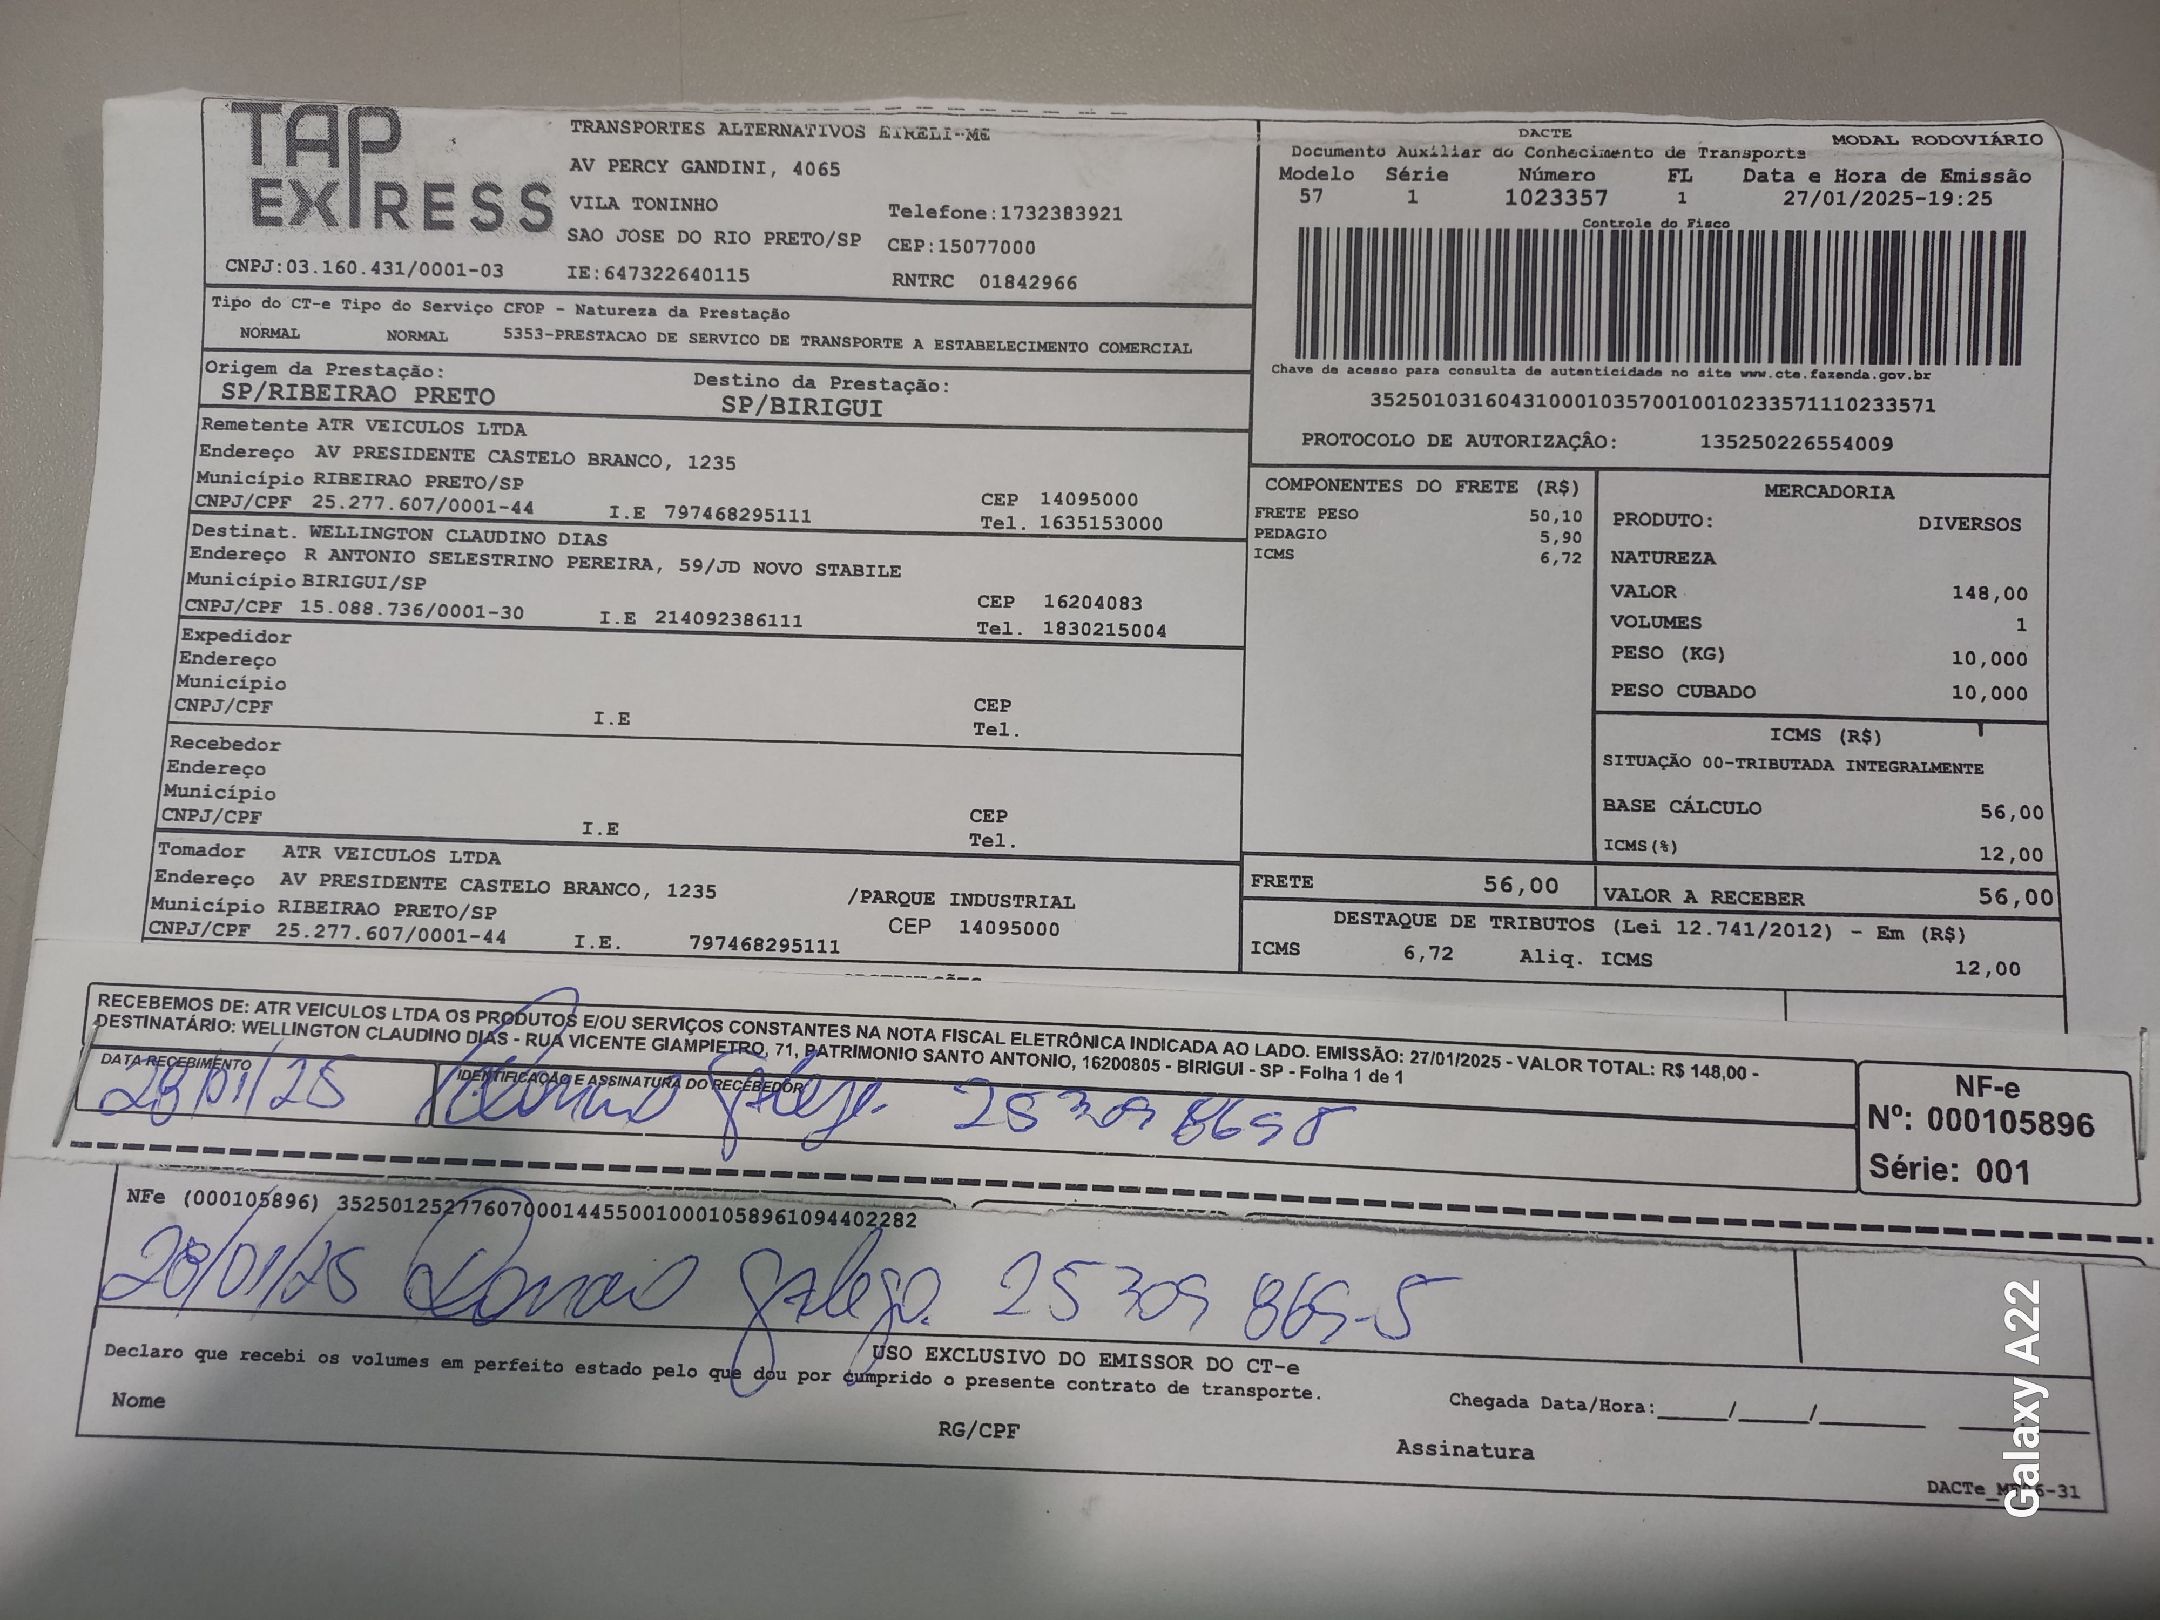 TAP EXPRESS
TRANSPORTES ALTERNATIVOS EIRELI-ME
AV PERCY GANDINI, 4065
VILA TONINHO Telefone:1732383921
SAO JOSE DO RIO PRETO/SP CEP:15077000
CNPJ:03.160.431/0001-03 IE:647322640115 RNTRC 01842966
Tipo do CT-e Tipo do Serviço CFOP - Natureza da Prestação
NORMAL NORMAL 5353-PRESTACAO DE SERVICO DE TRANSPORTE A ESTABELECIMENTO COMERCIAL
Origem da Prestação: Destino da Prestação:
SP/RIBEIRAO PRETO SP/BIRIGUI
Remetente ATR VEICULOS LTDA
Endereço AV PRESIDENTE CASTELO BRANCO, 1235
Município RIBEIRAO PRETO/SP CEP 14095000
CNPJ/CPF 25.277.607/0001-44 I.E 797468295111 Tel. 1635153000
Destinat. WELLINGTON CLAUDINO DIAS
Endereço R ANTONIO SELESTRINO PEREIRA, 59/JD NOVO STABILE
Município BIRIGUI/SP CEP 16204083
CNPJ/CPF 15.088.736/0001-30 I.E 214092386111 Tel. 1830215004
Expedidor
Endereço
Município CEP
CNPJ/CPF I.E Tel.
Recebedor
Endereço
Município CEP
CNPJ/CPF I.E Tel.
Tomador ATR VEICULOS LTDA
Endereço AV PRESIDENTE CASTELO BRANCO, 1235 /PARQUE INDUSTRIAL
Município RIBEIRAO PRETO/SP CEP 14095000
CNPJ/CPF 25.277.607/0001-44 I.E. 797468295111
DACTE MODAL RODOVIÁRIO
Documento Auxiliar do Conhecimento de Transporte
Modelo Série Número FL Data e Hora de Emissão
57 1 1023357 1 27/01/2025-19:25
Controle do Fisco
Chave de acesso para consulta de autenticidade no site www.cte.fazenda.gov.br
35250103160431000103570010010233571110233571
PROTOCOLO DE AUTORIZAÇÂO: 135250226554009
COMPONENTES DO FRETE (R$)
FRETE PESO 50,10
PEDAGIO 5,90
ICMS 6,72
MERCADORIA
PRODUTO: DIVERSOS
NATUREZA
VALOR 148,00
VOLUMES 1
PESO (KG) 10,000
PESO CUBADO 10,000
ICMS (R$)
SITUAÇÃO 00-TRIBUTADA INTEGRALMENTE
BASE CÁLCULO 56,00
ICMS(%) 12,00
FRETE 56,00 VALOR A RECEBER 56,00
DESTAQUE DE TRIBUTOS (Lei 12.741/2012) - Em (R$)
ICMS 6,72 Aliq. ICMS 12,00
RECEBEMOS DE: ATR VEICULOS LTDA OS PRODUTOS E/OU SERVIÇOS CONSTANTES NA NOTA FISCAL ELETRÔNICA INDICADA AO LADO. EMISSÃO: 27/01/2025 - VALOR TOTAL: R$ 148,00 -
DESTINATÁRIO: WELLINGTON CLAUDINO DIAS - RUA VICENTE GIAMPIETRO, 71, PATRIMONIO SANTO ANTONIO, 16200805 - BIRIGUI - SP - Folha 1 de 1
DATA RECEBIMENTO IDENTIFICAÇÃO E ASSINATURA DO RECEBEDOR
28/01/25 25309869-5
NF-e
Nº: 000105896
Série: 001
NFe (000105896) 35250125277607000144550010001058961094402282
28/01/25 25309869-5
USO EXCLUSIVO DO EMISSOR DO CT-e
Declaro que recebi os volumes em perfeito estado pelo que dou por cumprido o presente contrato de transporte.
Nome RG/CPF Assinatura
Chegada Data/Hora:____/____/______
Galaxy A22